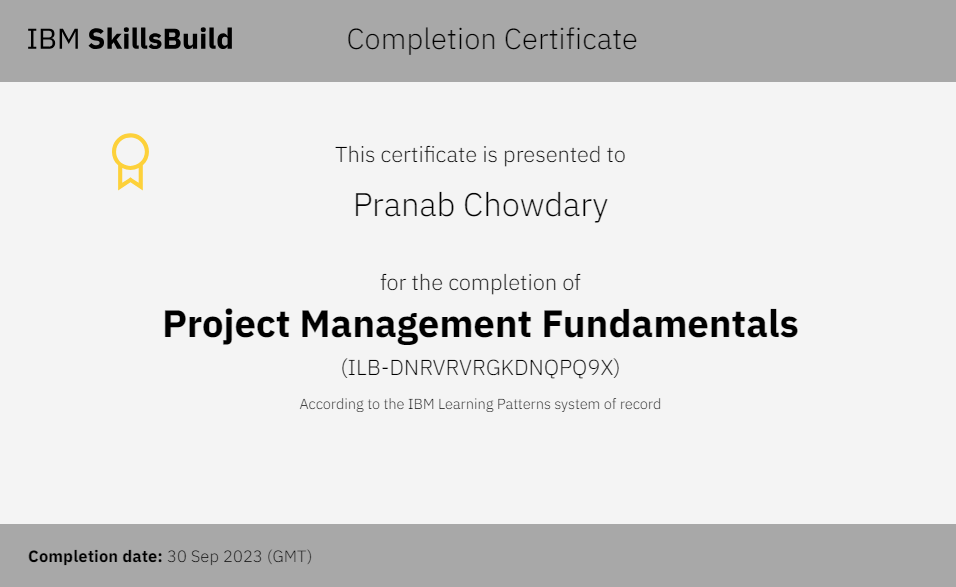 IBM SkillsBuild
Completion Certificate
This certificate is presented to
Pranab Chowdary
for the completion of
Project Management Fundamentals
(ILB-DNRVRVRGKDNQPQ9X)
According to the IBM Learning Patterns system of record
Completion date: 30 Sep 2023 (GMT)